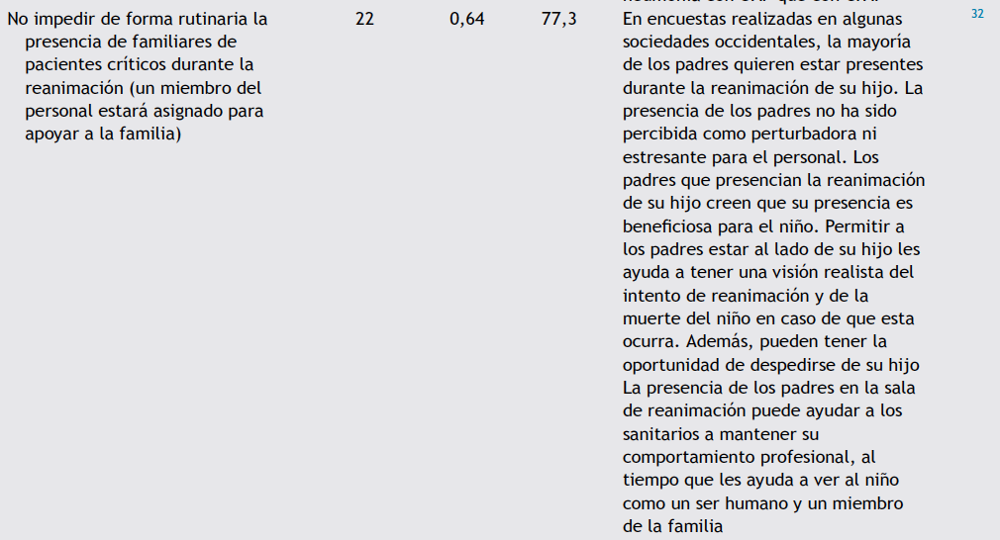 No impedir de forma rutinaria la
presencia de familiares de
pacientes críticos durante la
reanimación (un miembro del
personal estará asignado para
apoyar a la familia)
22
0,64
77,3
En encuestas realizadas en algunas
sociedades occidentales, la mayoría
de los padres quieren estar presentes
durante la reanimación de su hijo. La
presencia de los padres no ha sido
percibida como perturbadora ni
estresante para el personal. Los
padres que presencian la reanimación
de su hijo creen que su presencia es
beneficiosa para el niño. Permitir a
los padres estar al lado de su hijo les
ayuda a tener una visión realista del
intento de reanimación y de la
muerte del niño en caso de que esta
ocurra. Además, pueden tener la
oportunidad de despedirse de su hijo
La presencia de los padres en la sala
de reanimación puede ayudar a los
sanitarios a mantener su
comportamiento profesional, al
tiempo que les ayuda a ver al niño
como un ser humano y un miembro
de la familia
32